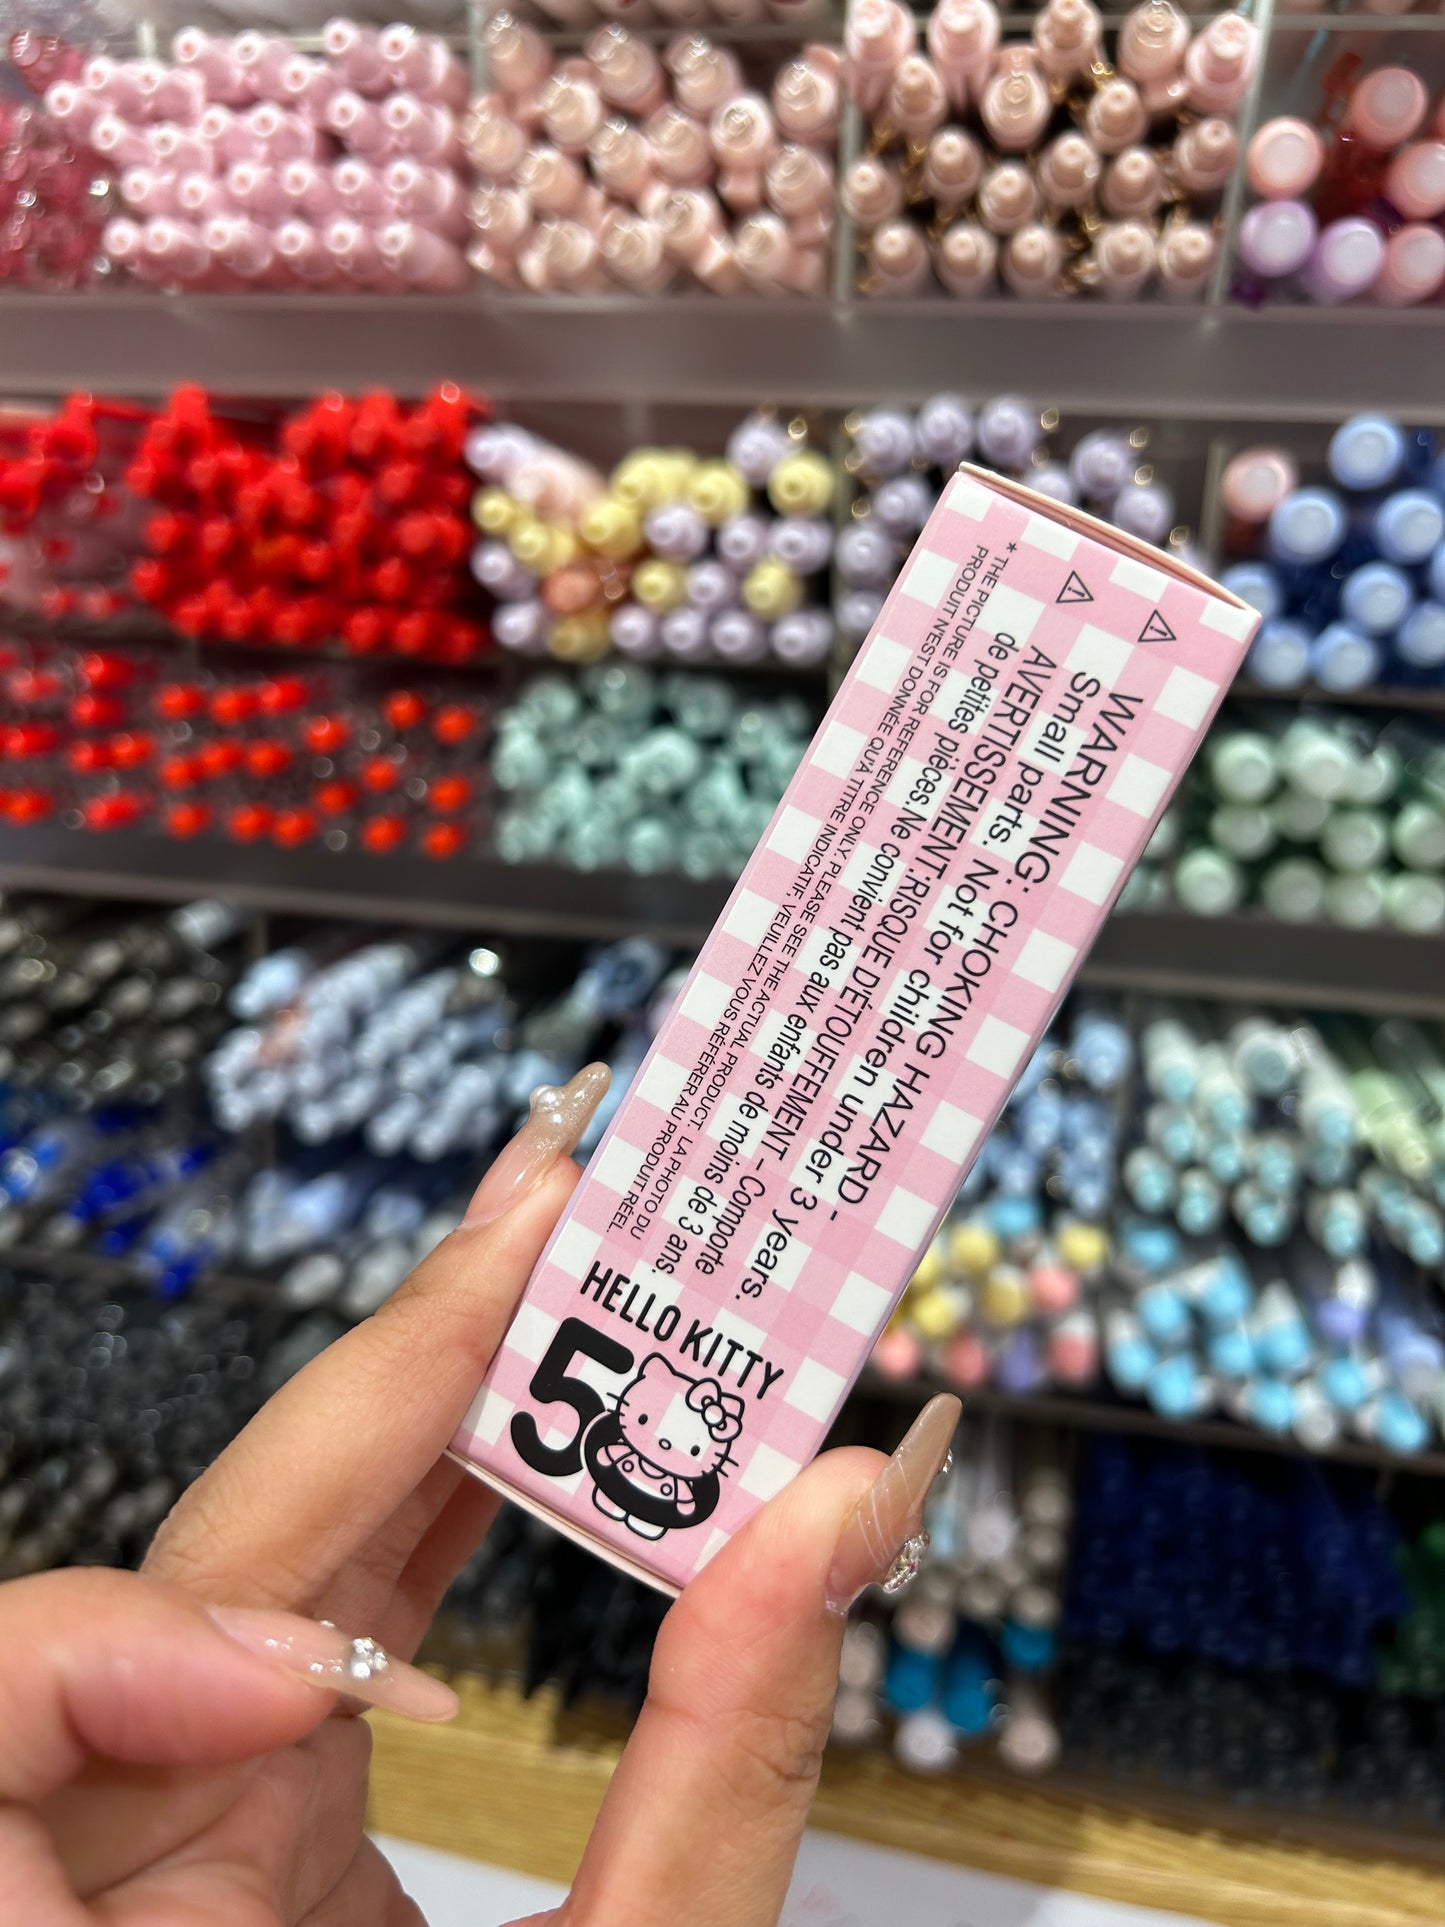 WARNING: CHOKING HAZARD -
Small parts. Not for children under 3 years.
AVERTISSEMENT:RISQUE D'ÉTOUFFEMENT - Comporte
de petites pièces.Ne convient pas aux enfants de moins de 3 ans.
* THE PICTURE IS FOR REFERENCE ONLY. PLEASE SEE THE ACTUAL PRODUCT. LA PHOTO DU
PRODUIT N'EST DONNÉE QU'À TITRE INDICATIF, VEUILLEZ VOUS RÉFÉRER AU PRODUIT RÉEL.
HELLO KITTY
50